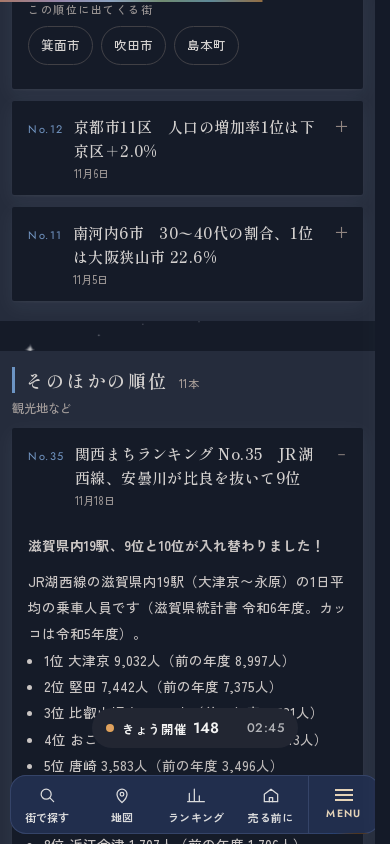 この順位に出てくる街
箕面市 吹田市 島本町
No.12 京都市11区 人口の増加率1位は下
京区＋2.0%
11月6日
No.11 南河内6市 30〜40代の割合、1位
は大阪狭山市 22.6%
11月5日
そのほかの順位 11本
観光地など
No.35 関西まちランキング No.35 JR湖
西線、安曇川が比良を抜いて9位
11月18日
滋賀県内19駅、9位と10位が入れ替わりました！
JR湖西線の滋賀県内19駅（大津京〜永原）の1日平
均の乗車人員です（滋賀県統計書 令和6年度。カッ
コは令和5年度）。
1位 大津京 9,032人（前の年度 8,997人）
2位 堅田 7,442人（前の年度 7,375人）
3位 比叡
きょう開催 148 02:45
4位 おご
5位 唐崎 3,583人（前の年度 3,496人）
街で探す 地図 ランキング 売る前に MENU